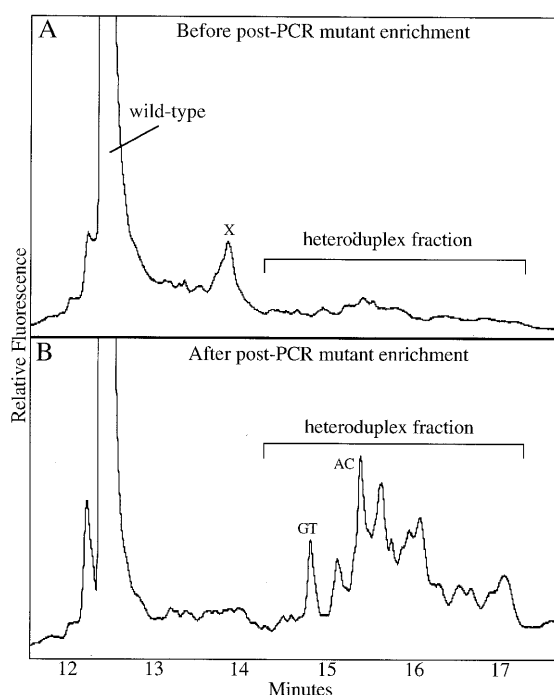 A
Before post-PCR mutant enrichment
wild-type
X
heteroduplex fraction
Relative Fluorescence
B
After post-PCR mutant enrichment
heteroduplex fraction
AC
GT
12 13 14 15 16 17
Minutes